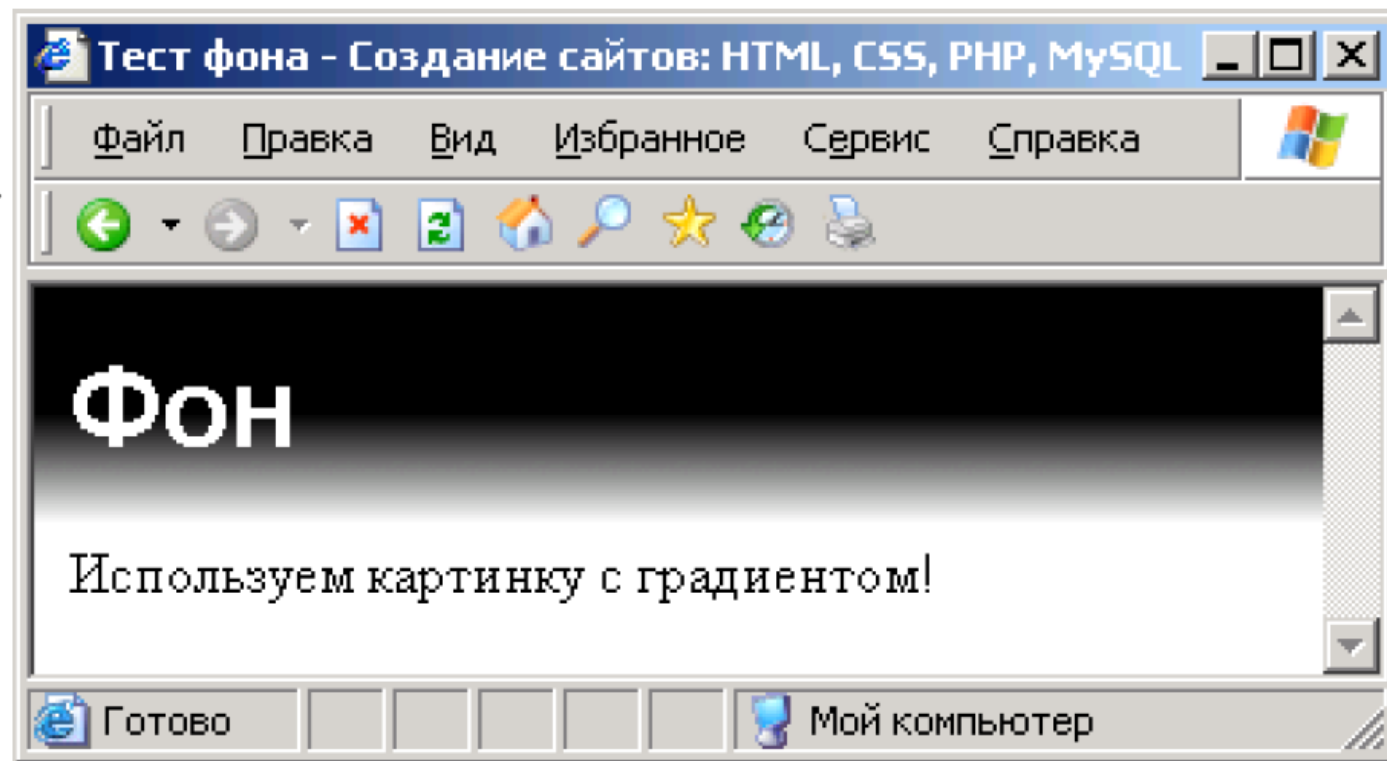 Тест фона - Создание сайтов: HTML, CSS, PHP, MySQL
Файл Правка Вид Избранное Сервис Справка
Фон
Используем картинку с градиентом!
Готово Мой компьютер